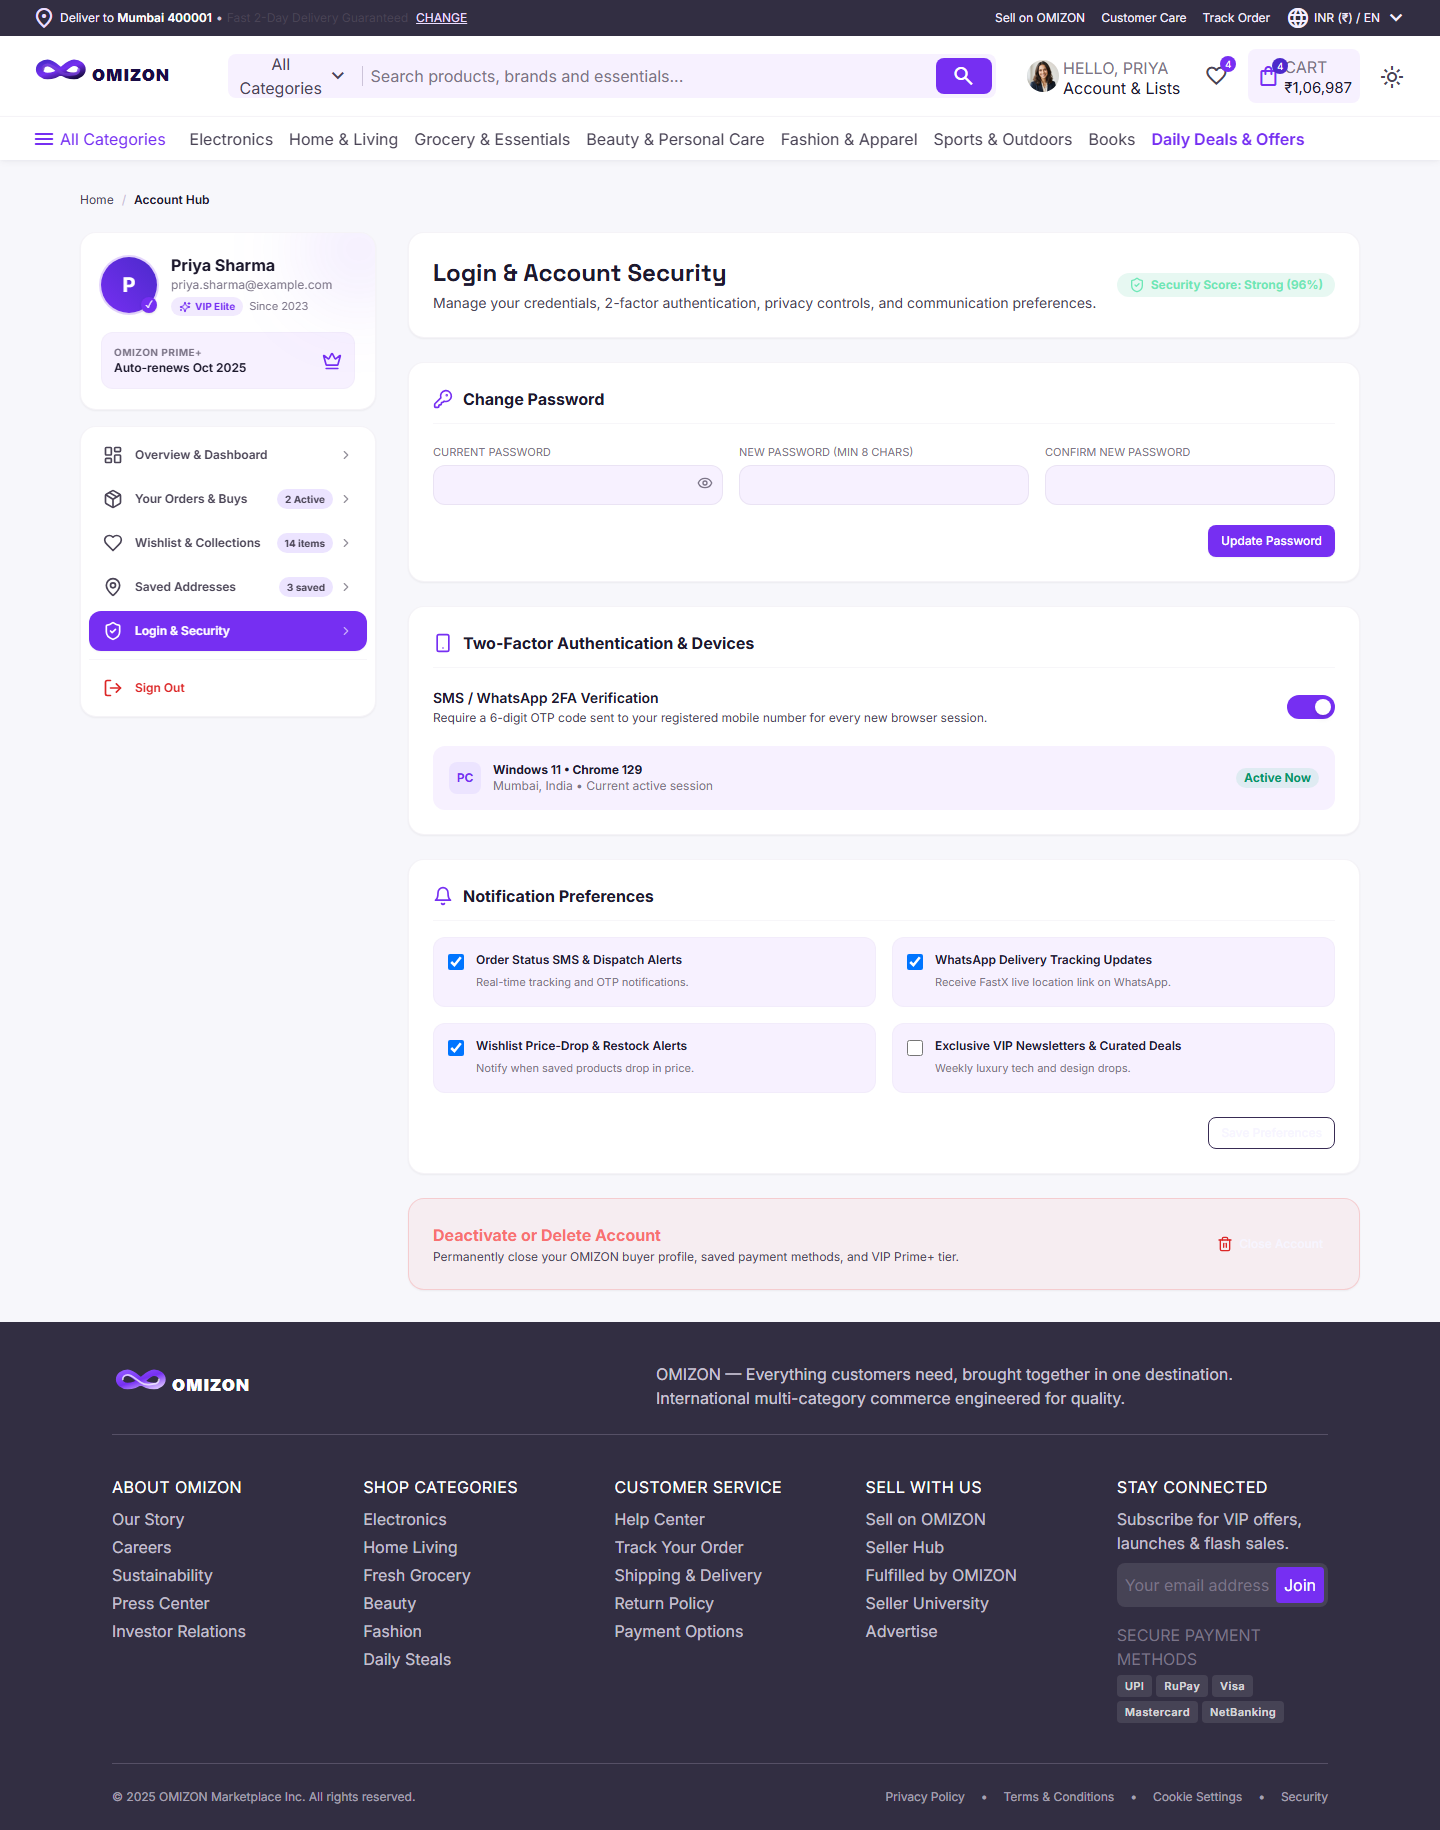 Deliver to Mumbai 400001 • Fast 2-Day Delivery Guaranteed CHANGE
Sell on OMIZON Customer Care Track Order INR (₹) / EN
OMIZON
All Categories
Search products, brands and essentials...
HELLO, PRIYA
Account & Lists
4
4
CART
₹1,06,987
All Categories Electronics Home & Living Grocery & Essentials Beauty & Personal Care Fashion & Apparel Sports & Outdoors Books Daily Deals & Offers
Home / Account Hub
P
Priya Sharma
priya.sharma@example.com
VIP Elite Since 2023
OMIZON PRIME+
Auto-renews Oct 2025
Overview & Dashboard
Your Orders & Buys 2 Active
Wishlist & Collections 14 items
Saved Addresses 3 saved
Login & Security
Sign Out
Login & Account Security
Manage your credentials, 2-factor authentication, privacy controls, and communication preferences.
Security Score: Strong (96%)
Change Password
CURRENT PASSWORD
NEW PASSWORD (MIN 8 CHARS)
CONFIRM NEW PASSWORD
Update Password
Two-Factor Authentication & Devices
SMS / WhatsApp 2FA Verification
Require a 6-digit OTP code sent to your registered mobile number for every new browser session.
PC
Windows 11 • Chrome 129
Mumbai, India • Current active session
Active Now
Notification Preferences
Order Status SMS & Dispatch Alerts
Real-time tracking and OTP notifications.
WhatsApp Delivery Tracking Updates
Receive FastX live location link on WhatsApp.
Wishlist Price-Drop & Restock Alerts
Notify when saved products drop in price.
Exclusive VIP Newsletters & Curated Deals
Weekly luxury tech and design drops.
Save Preferences
Deactivate or Delete Account
Permanently close your OMIZON buyer profile, saved payment methods, and VIP Prime+ tier.
Close Account
OMIZON
OMIZON — Everything customers need, brought together in one destination.
International multi-category commerce engineered for quality.
ABOUT OMIZON
Our Story
Careers
Sustainability
Press Center
Investor Relations
SHOP CATEGORIES
Electronics
Home Living
Fresh Grocery
Beauty
Fashion
Daily Steals
CUSTOMER SERVICE
Help Center
Track Your Order
Shipping & Delivery
Return Policy
Payment Options
SELL WITH US
Sell on OMIZON
Seller Hub
Fulfilled by OMIZON
Seller University
Advertise
STAY CONNECTED
Subscribe for VIP offers,
launches & flash sales.
Your email address Join
SECURE PAYMENT
METHODS
UPI RuPay Visa
Mastercard NetBanking
© 2025 OMIZON Marketplace Inc. All rights reserved.
Privacy Policy • Terms & Conditions • Cookie Settings • Security